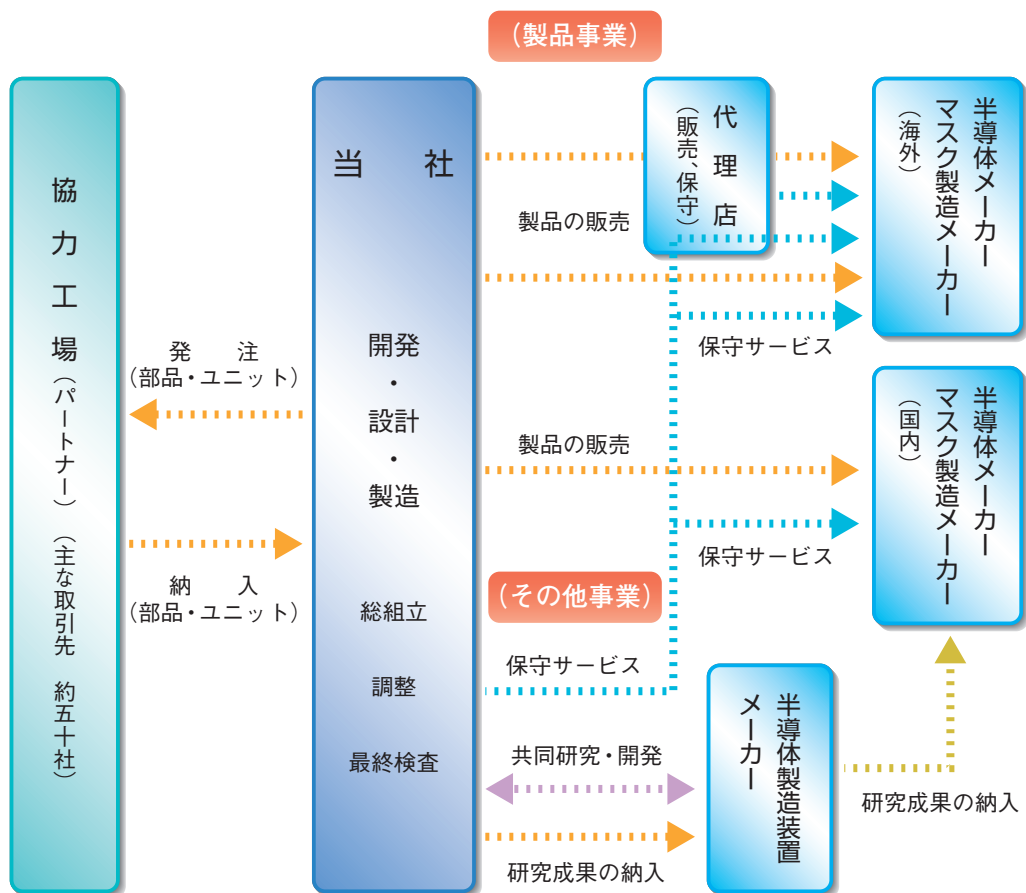 (製品事業)
協力工場(パートナー)(主な取引先 約五十社)
発 注
(部品・ユニット)
納 入
(部品・ユニット)
当 社
開発
・
設計
・
製造
総組立
調整
最終検査
製品の販売
代理店
(販売、保守)
保守サービス
半導体メーカー
マスク製造メーカー
(海外)
製品の販売
保守サービス
半導体メーカー
マスク製造メーカー
(国内)
(その他事業)
保守サービス
共同研究・開発
研究成果の納入
半導体製造装置
メーカー
研究成果の納入